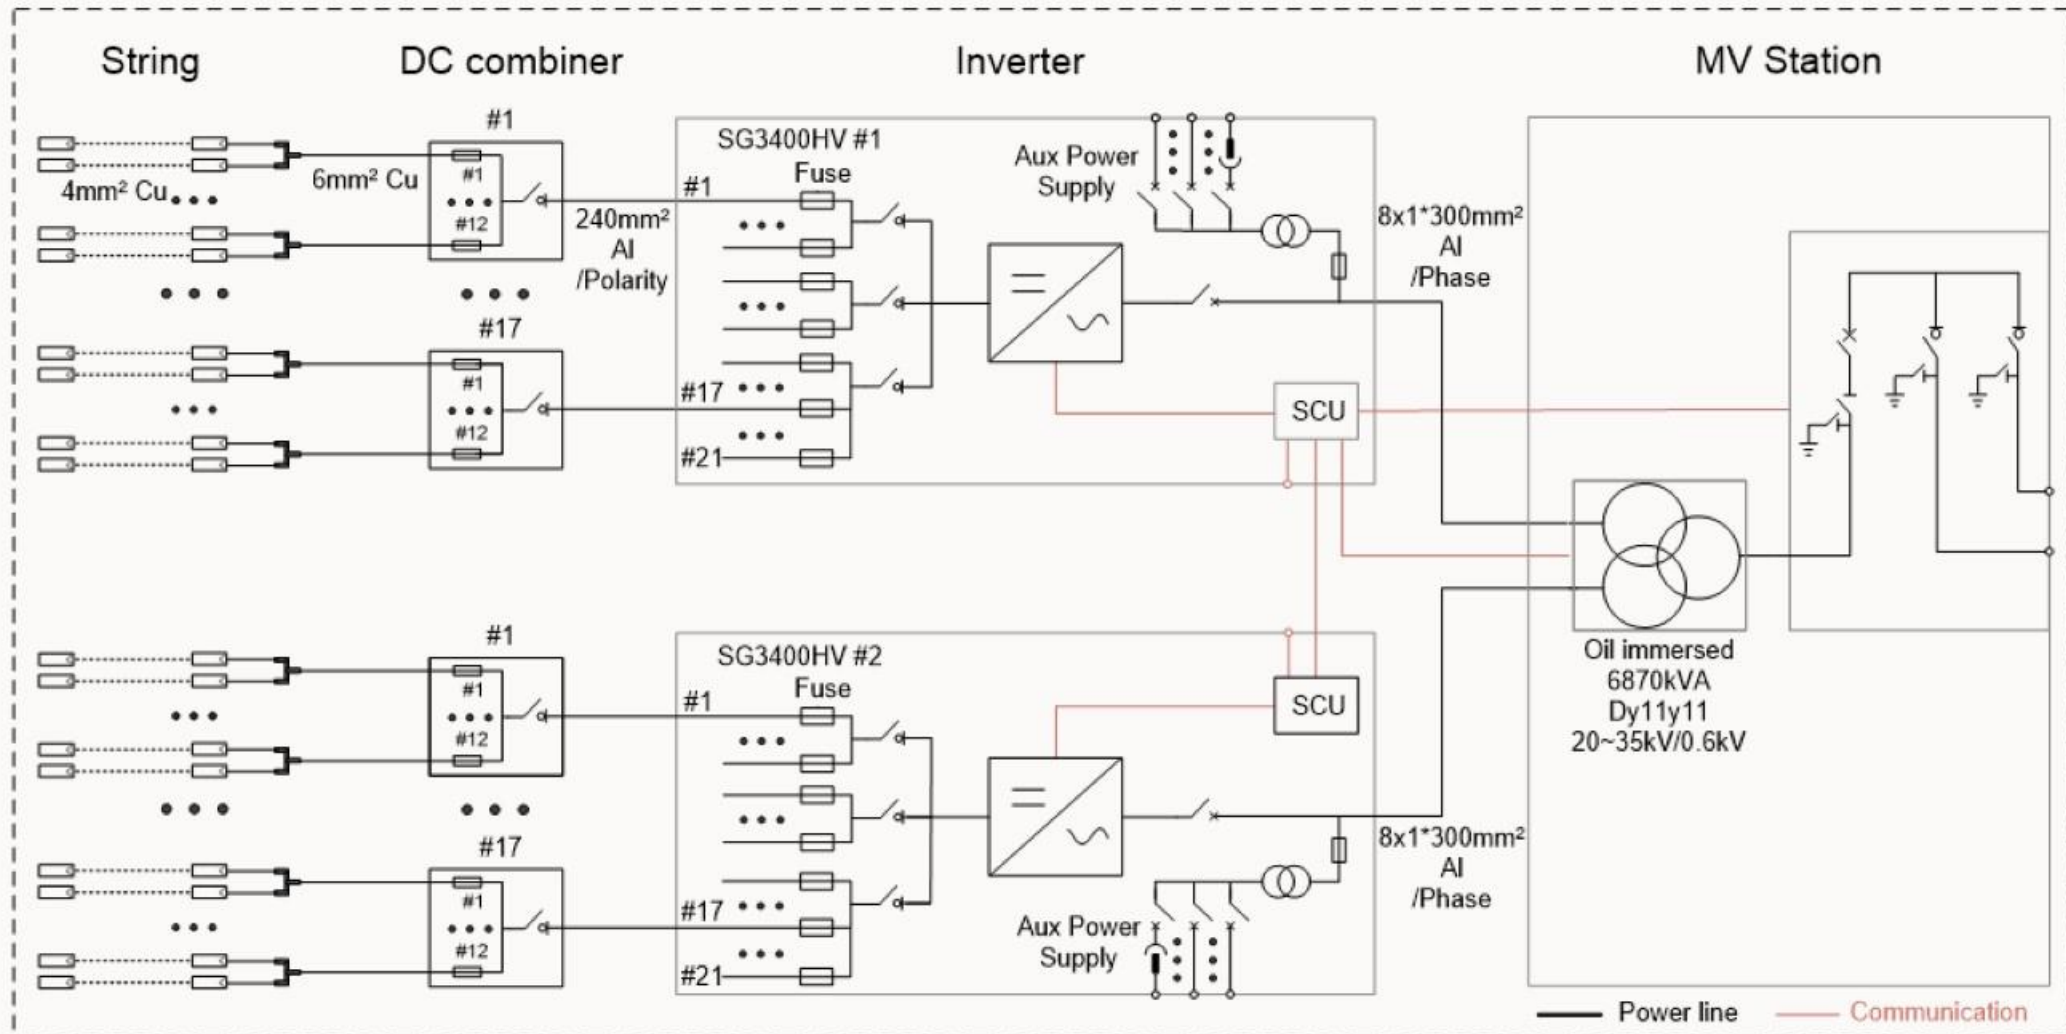 String
DC combiner
Inverter
MV Station
#1
SG3400HV #1
Fuse
Aux Power
Supply
4mm² Cu
6mm² Cu
#1
#12
#1
240mm²
Al
/Polarity
8x1*300mm²
Al
/Phase
#17
#1
#12
#17
#21
SCU
#1
SG3400HV #2
Fuse
#1
#12
#1
SCU
Oil immersed
6870kVA
Dy11y11
20~35kV/0.6kV
#17
#1
#12
#17
#21
Aux Power
Supply
8x1*300mm²
Al
/Phase
Power line
Communication